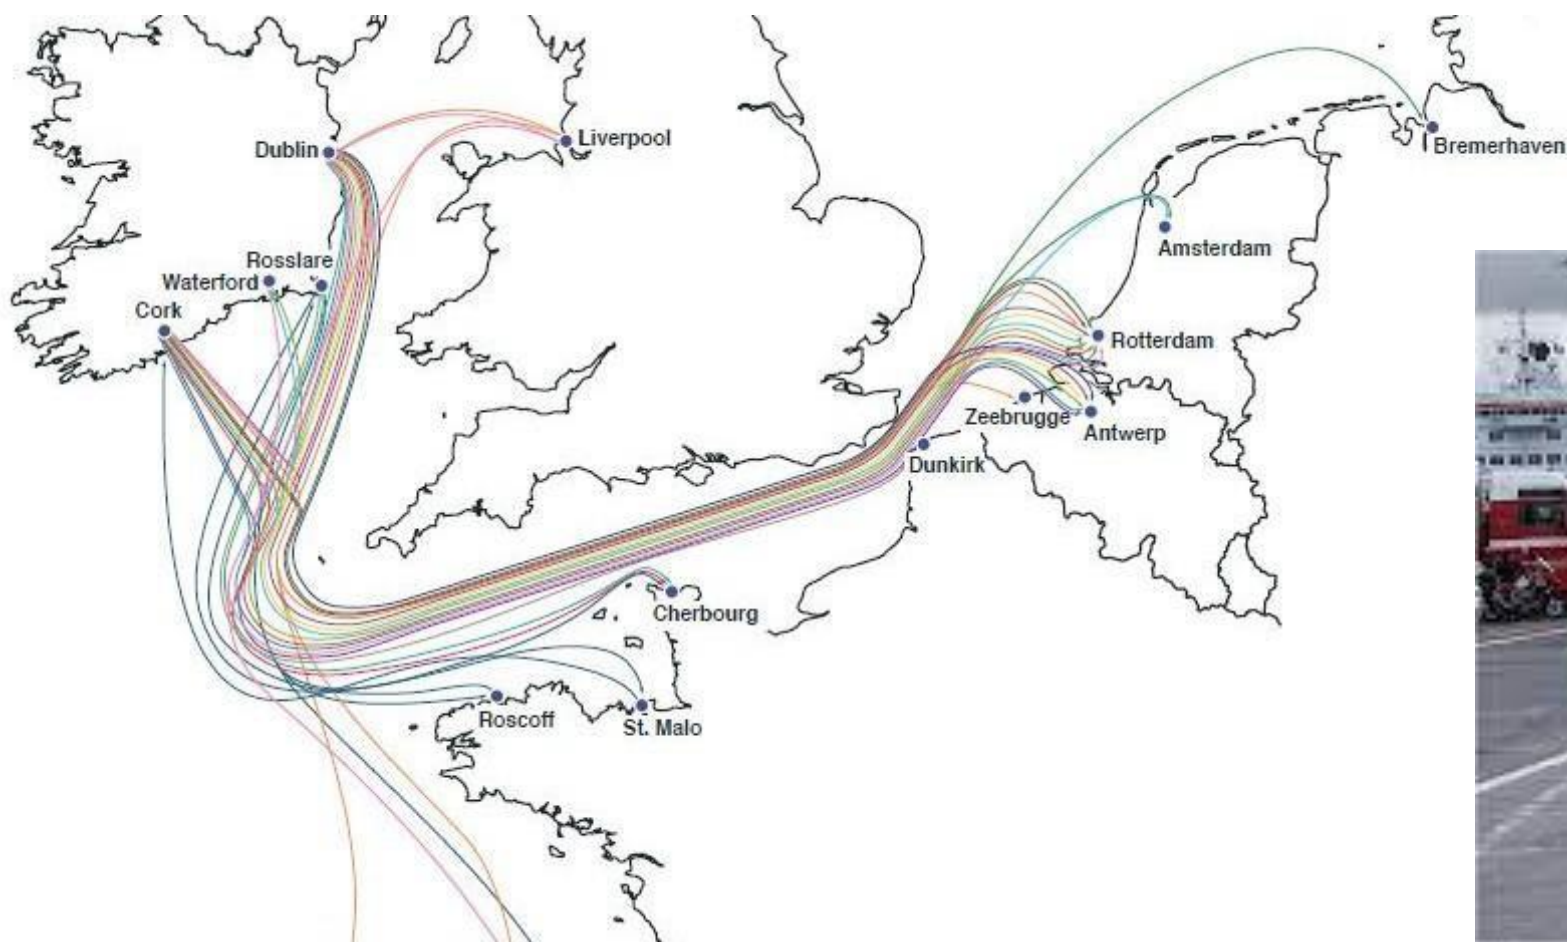 Dublin
Liverpool
Bremerhaven
Rosslare
Waterford
Cork
Amsterdam
Rotterdam
Zeebrugge
Antwerp
Dunkirk
Cherbourg
Roscoff
St. Malo